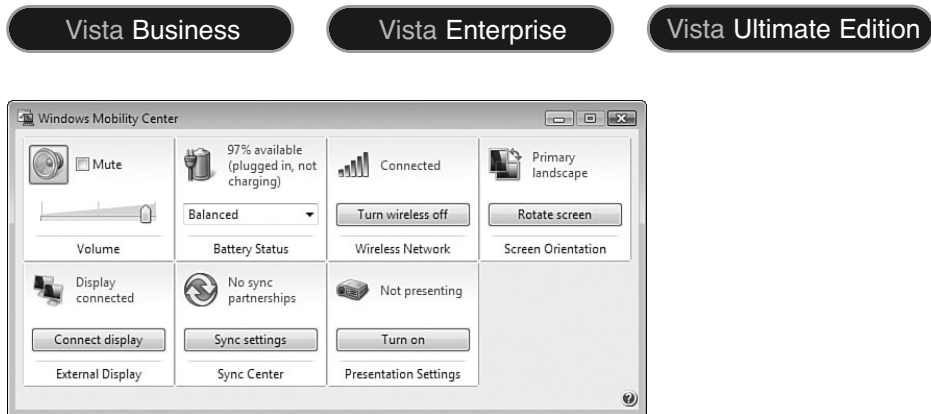 Vista Business
Vista Enterprise
Vista Ultimate Edition
Windows Mobility Center
Mute
Volume
97% available
(plugged in, not
charging)
Balanced
Battery Status
Connected
Turn wireless off
Wireless Network
Primary
landscape
Rotate screen
Screen Orientation
Display
connected
Connect display
External Display
No sync
partnerships
Sync settings
Sync Center
Not presenting
Turn on
Presentation Settings